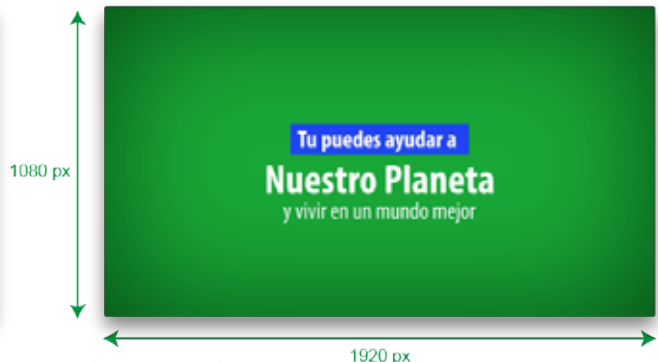 1080 px
Tu puedes ayudar a
Nuestro Planeta
y vivir en un mundo mejor
1920 px